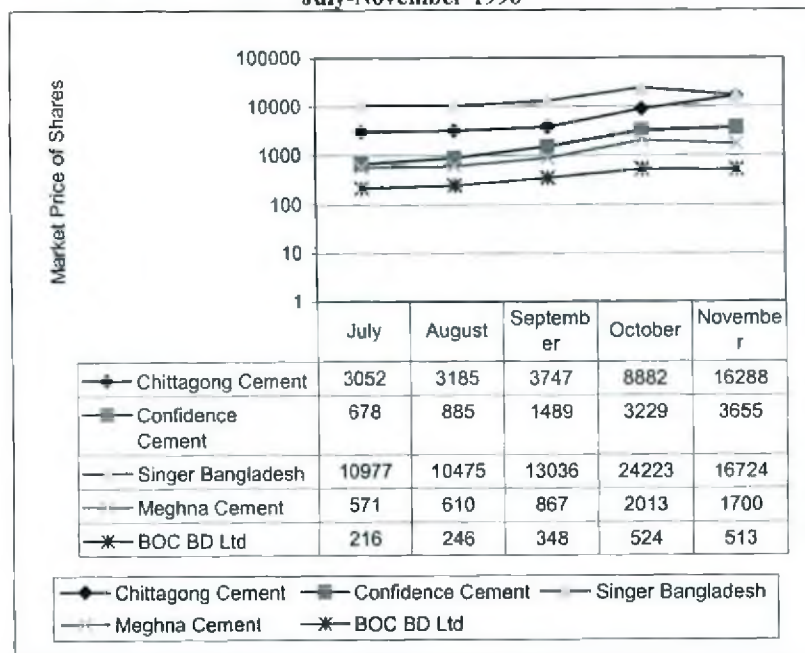 July-November 1996
Market Price of Shares
100000
10000
1000
100
10
1
July August Septemb er October Novembe r
Chittagong Cement 3052 3185 3747 8882 16288
Confidence Cement 678 885 1489 3229 3655
Singer Bangladesh 10977 10475 13036 24223 16724
Meghna Cement 571 610 867 2013 1700
BOC BD Ltd 216 246 348 524 513
Chittagong Cement Confidence Cement Singer Bangladesh
Meghna Cement BOC BD Ltd